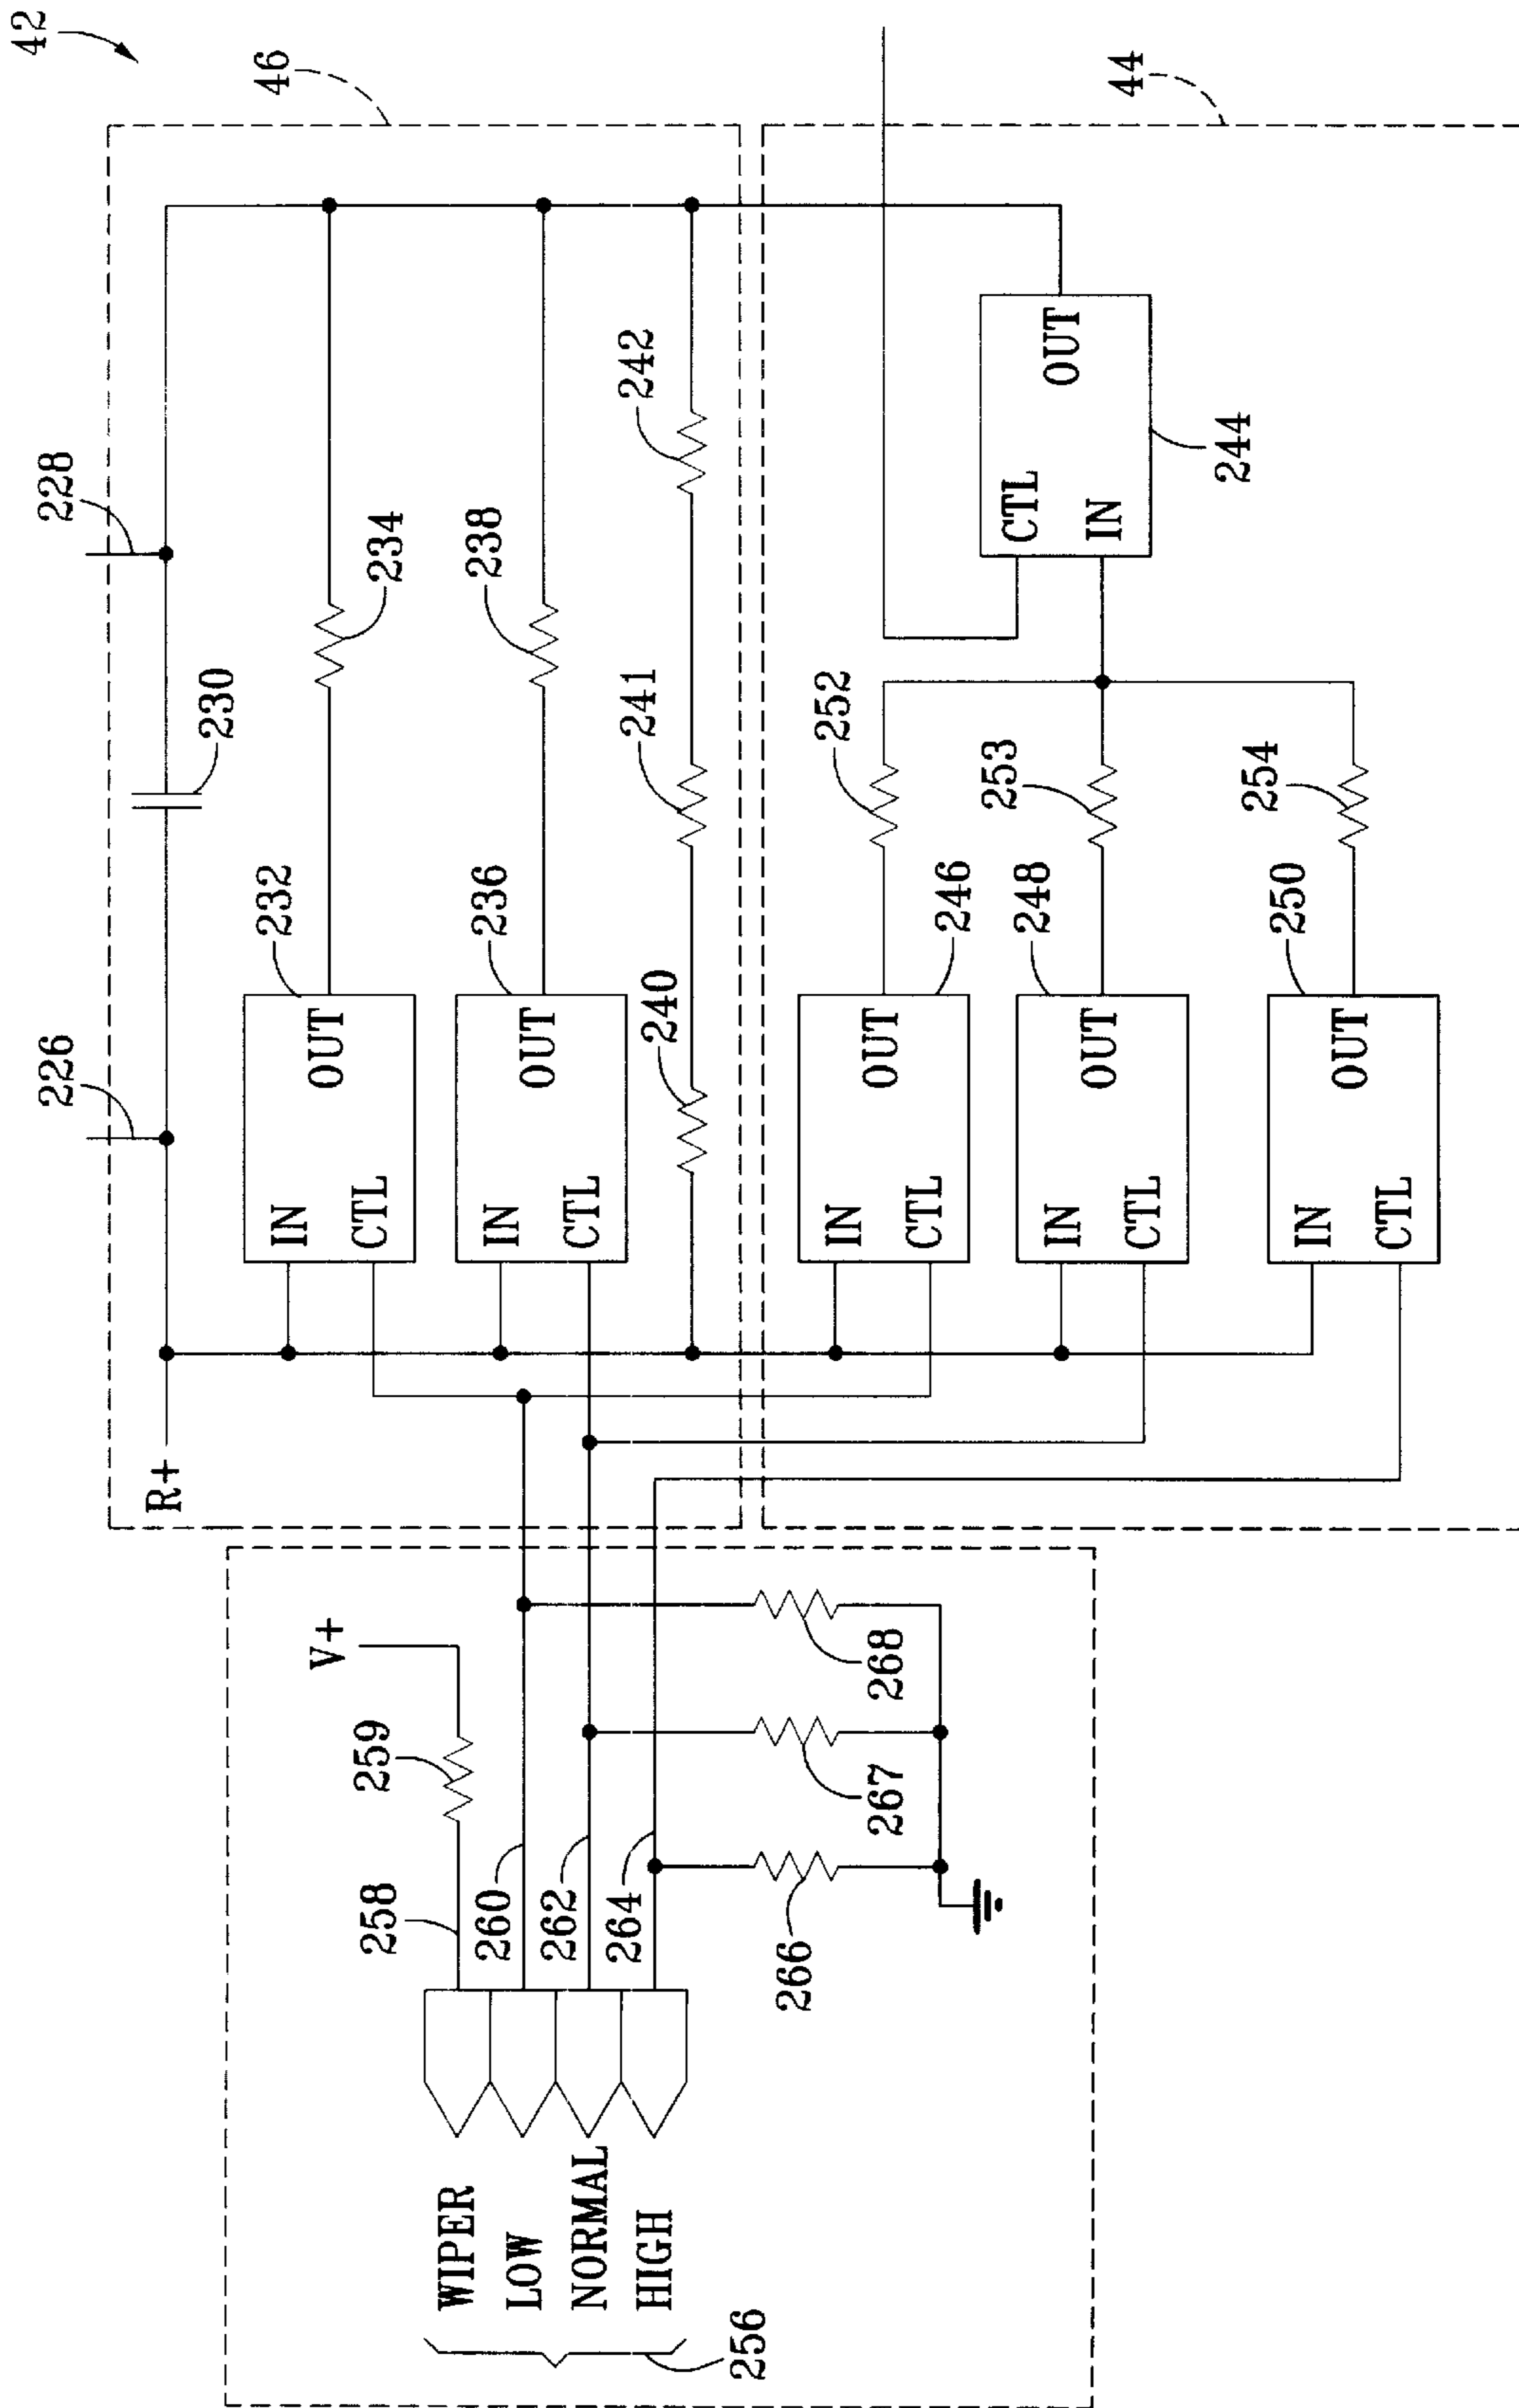 42
46
44
228
226
230
232
234
236
238
240
241
242
R+
IN
OUT
CTL
IN
OUT
CTL
252
253
254
246
248
250
244
IN
OUT
CTL
IN
OUT
CTL
IN
OUT
CTL
CTL
IN
OUT
V+
259
258
260
262
264
266
267
268
WIPER
LOW
NORMAL
HIGH
256